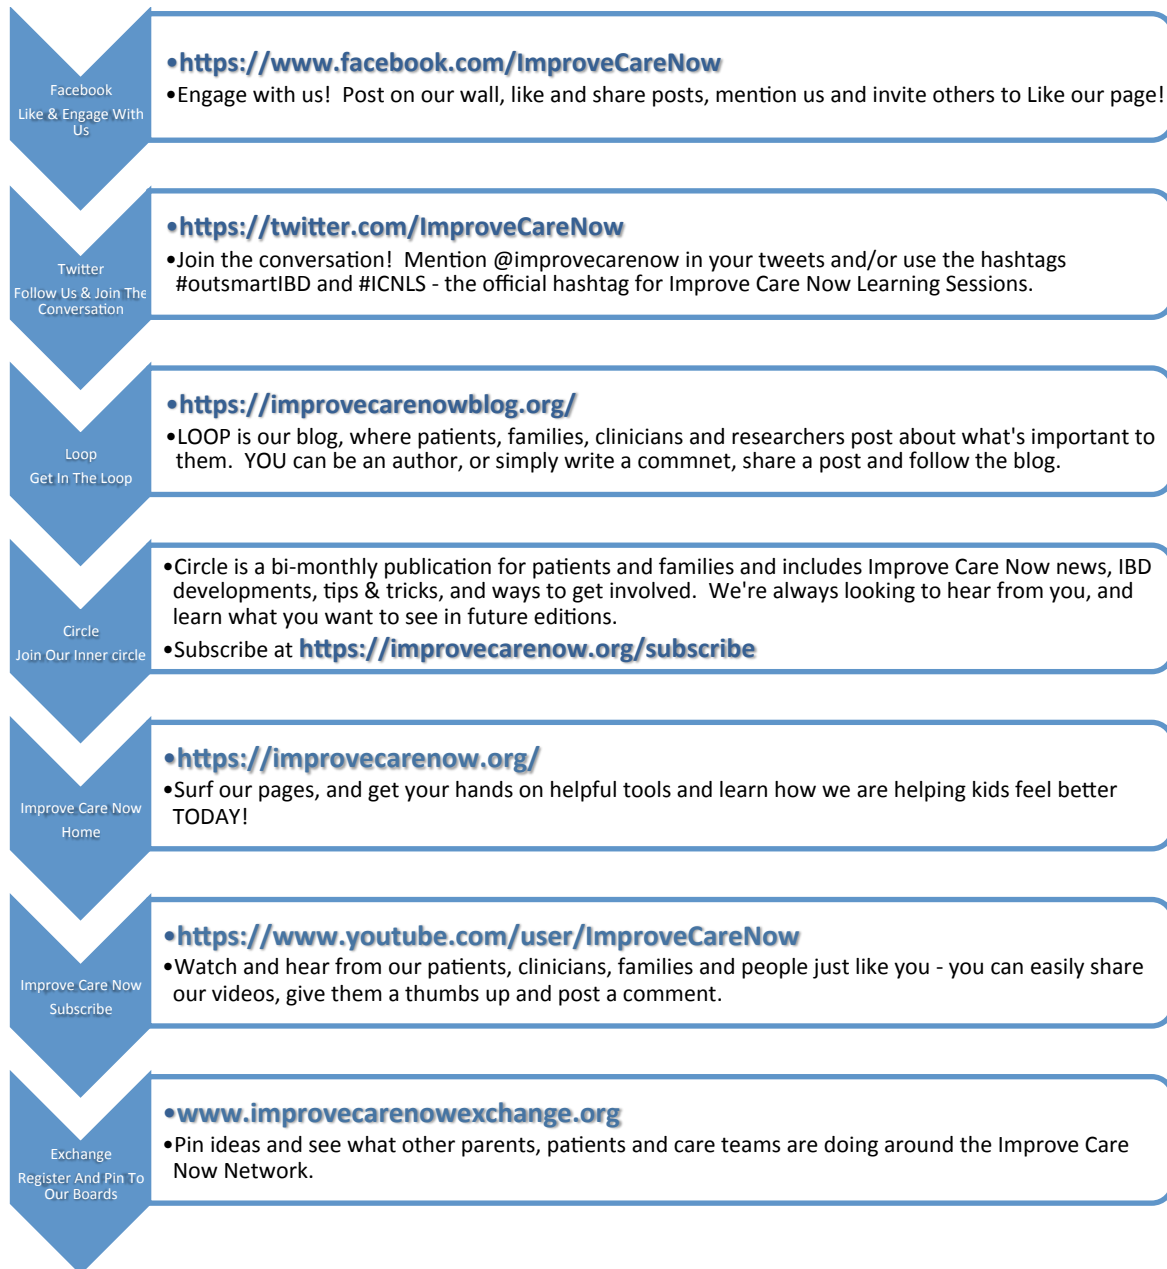 Facebook
Like & Engage With
Us
•https://www.facebook.com/ImproveCareNow
•Engage with us!  Post on our wall, like and share posts, mention us and invite others to Like our page!
Twitter
Follow Us & Join The
Conversation
•https://twitter.com/ImproveCareNow
•Join the conversation!  Mention @improvecarenow in your tweets and/or use the hashtags
#outsmartIBD and #ICNLS - the official hashtag for Improve Care Now Learning Sessions.
Loop
Get In The Loop
•https://improvecarenowblog.org/
•LOOP is our blog, where patients, families, clinicians and researchers post about what's important to
them.  YOU can be an author, or simply write a commnet, share a post and follow the blog.
Circle
Join Our Inner circle
•Circle is a bi-monthly publication for patients and families and includes Improve Care Now news, IBD
developments, tips & tricks, and ways to get involved.  We're always looking to hear from you, and
learn what you want to see in future editions.
•Subscribe at https://improvecarenow.org/subscribe
Improve Care Now
Home
•https://improvecarenow.org/
•Surf our pages, and get your hands on helpful tools and learn how we are helping kids feel better
TODAY!
Improve Care Now
Subscribe
•https://www.youtube.com/user/ImproveCareNow
•Watch and hear from our patients, clinicians, families and people just like you - you can easily share
our videos, give them a thumbs up and post a comment.
Exchange
Register And Pin To
Our Boards
•www.improvecarenowexchange.org
•Pin ideas and see what other parents, patients and care teams are doing around the Improve Care
Now Network.